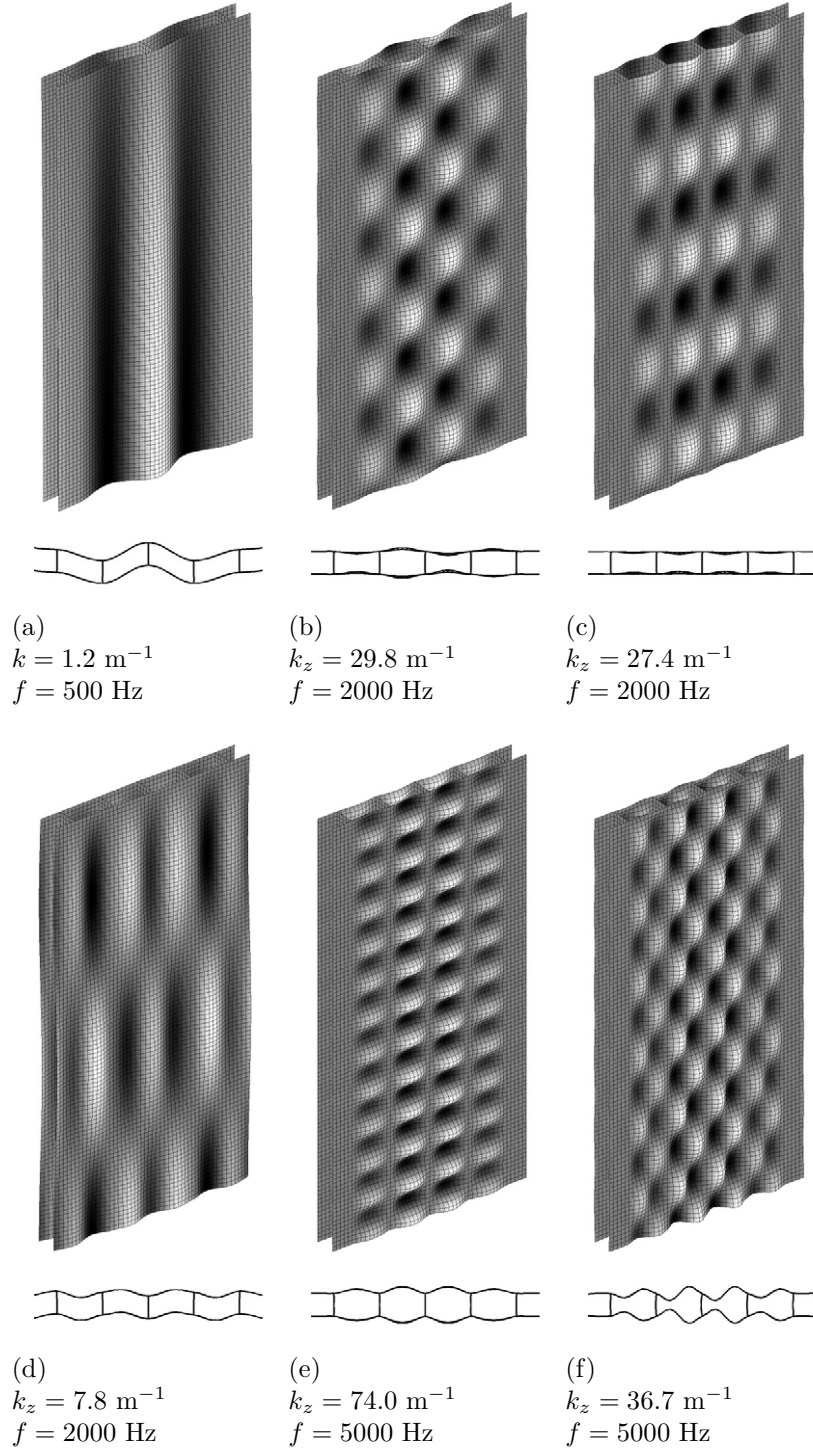 (a)
k = 1.2 m⁻¹
f = 500 Hz
(b)
k_z = 29.8 m⁻¹
f = 2000 Hz
(c)
k_z = 27.4 m⁻¹
f = 2000 Hz
(d)
k_z = 7.8 m⁻¹
f = 2000 Hz
(e)
k_z = 74.0 m⁻¹
f = 5000 Hz
(f)
k_z = 36.7 m⁻¹
f = 5000 Hz